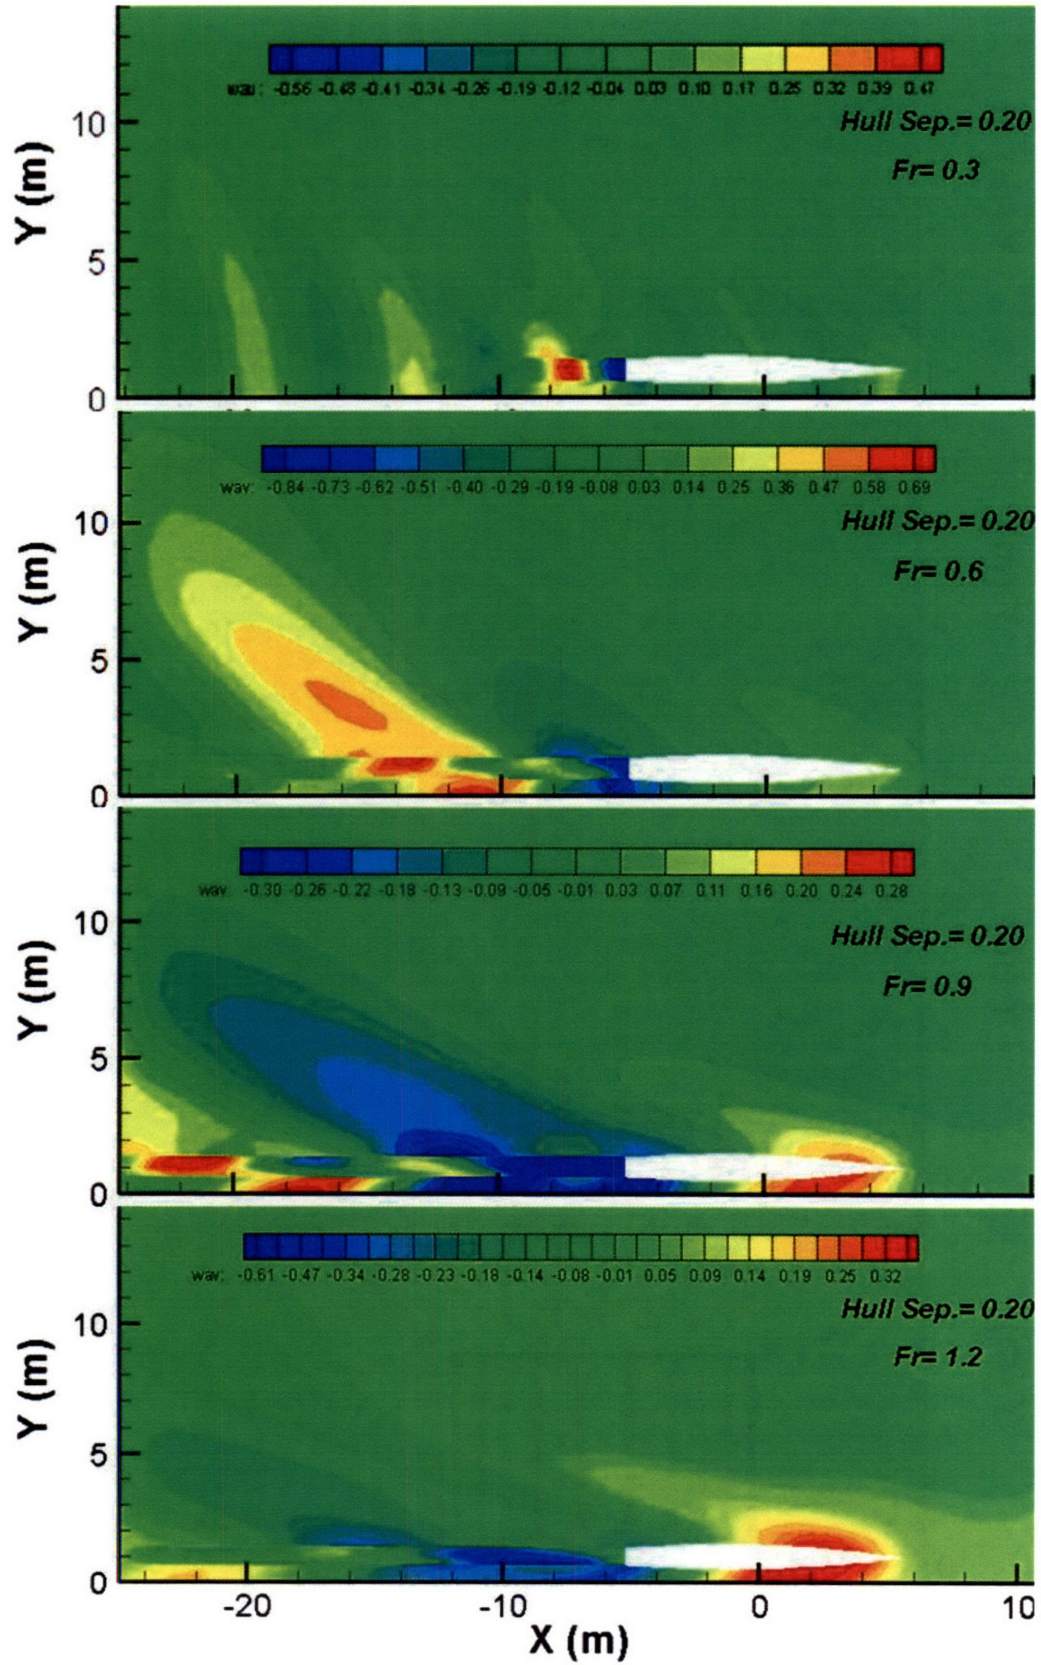 wav: -0.56 -0.48 -0.41 -0.34 -0.26 -0.19 -0.12 -0.04 0.03 0.10 0.17 0.25 0.32 0.39 0.47
Hull Sep.= 0.20
Fr= 0.3
Y (m)
10
5
0
wav: -0.84 -0.73 -0.62 -0.51 -0.40 -0.29 -0.19 -0.08 0.03 0.14 0.25 0.36 0.47 0.58 0.69
Hull Sep.= 0.20
Fr= 0.6
Y (m)
10
5
0
wav: -0.30 -0.26 -0.22 -0.18 -0.13 -0.09 -0.05 -0.01 0.03 0.07 0.11 0.16 0.20 0.24 0.28
Hull Sep.= 0.20
Fr= 0.9
Y (m)
10
5
0
wav: -0.61 -0.47 -0.34 -0.28 -0.23 -0.18 -0.14 -0.08 -0.01 0.05 0.09 0.14 0.19 0.25 0.32
Hull Sep.= 0.20
Fr= 1.2
Y (m)
10
5
0
-20 -10 0 10
X (m)